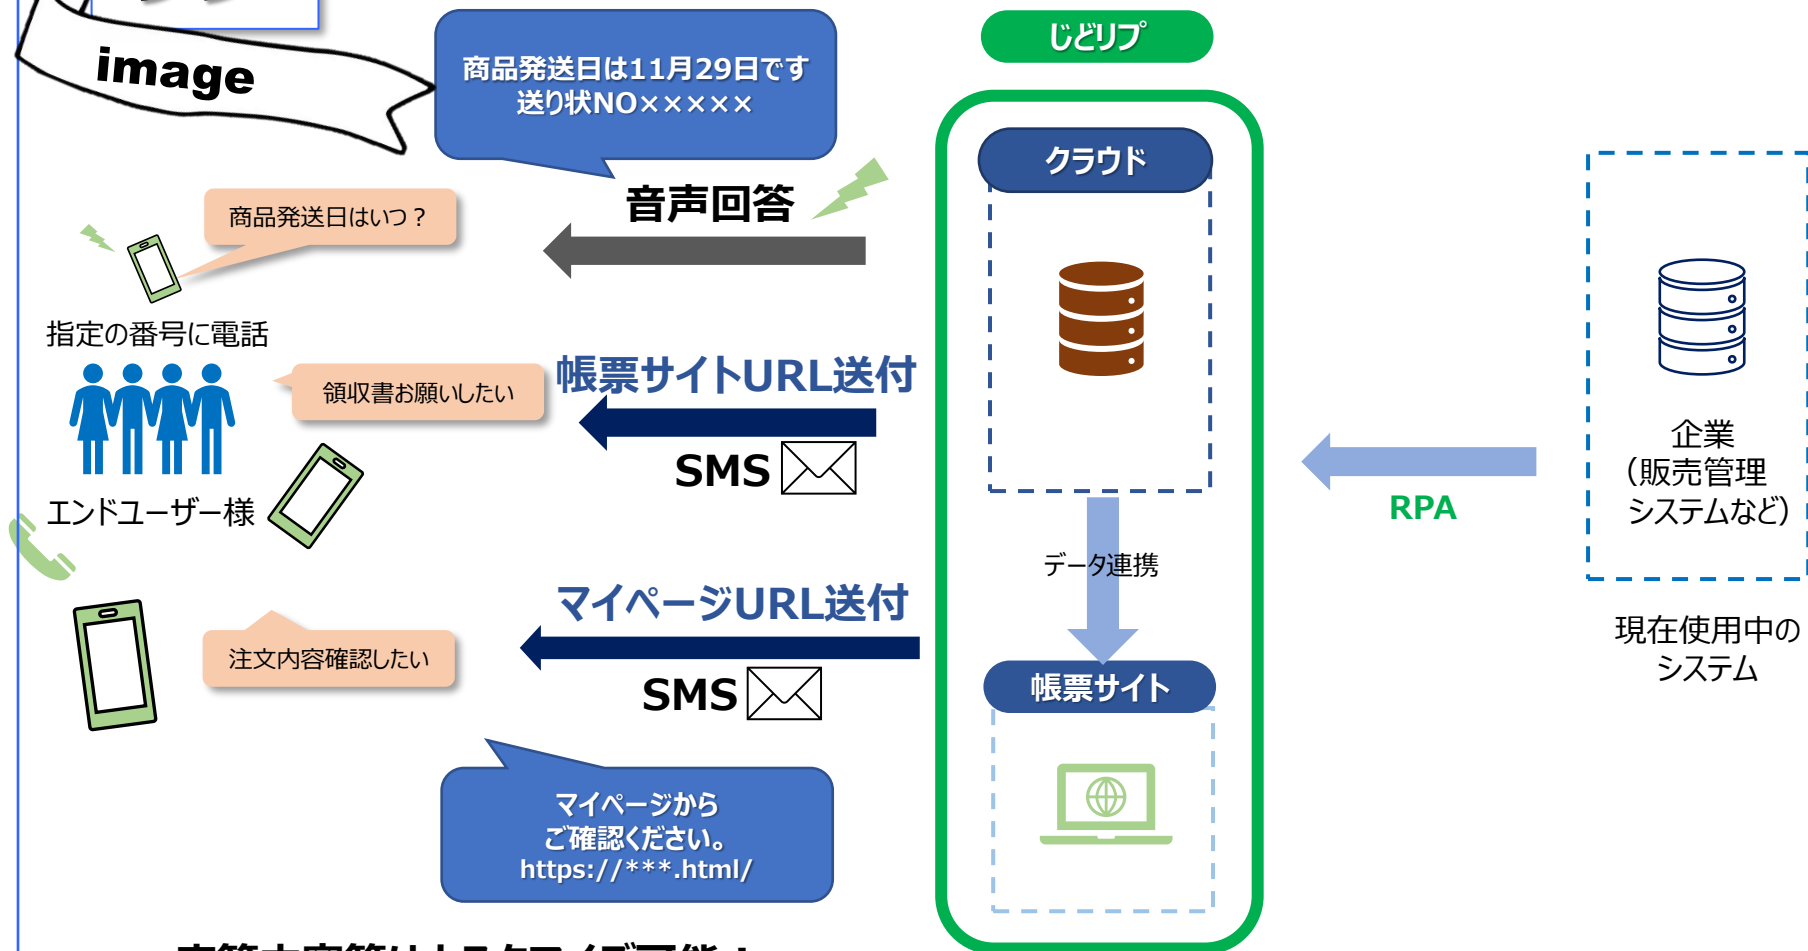 image
商品発送日は11月29日です
送り状NO×××××
じどリプ
クラウド
音声回答
商品発送日はいつ？
指定の番号に電話
帳票サイトURL送付
領収書お願いしたい
SMS
エンドユーザー様
企業
（販売管理
システムなど）
RPA
データ連携
マイページURL送付
注文内容確認したい
SMS
帳票サイト
現在使用中の
システム
マイページから
ご確認ください。
https://***.html/